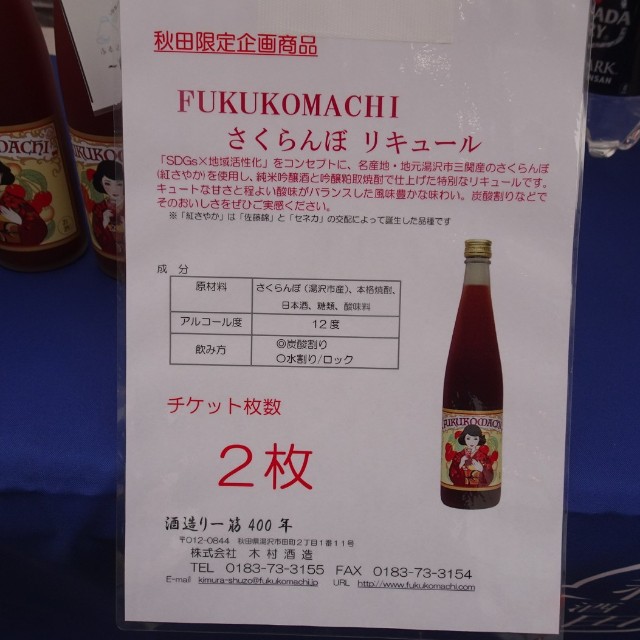 秋田限定企画商品
FUKUKOMACHI
さくらんぼ リキュール
「SDGs×地域活性化」をコンセプトに、名産地・地元湯沢市三関産のさくらんぼ
(紅さやか)を使用し、純米吟醸酒と吟醸粕取焼酎で仕上げた特別なリキュールです。
キュートな甘さと程よい酸味がバランスした風味豊かな味わい。炭酸割りなどで
そのおいしさをぜひご実感ください。
※「紅さやか」は「佐藤錦」と「セネカ」の交配によって誕生した品種です
成 分
原材料 さくらんぼ(湯沢市産)、本格焼酎、
日本酒、糖類、酸味料
アルコール度 12度
飲み方 ◎炭酸割り
○水割り/ロック
チケット枚数
2枚
酒造り一筋400年
〒012-0844 秋田県湯沢市田町2丁目1番11号
株式会社 木村酒造
TEL 0183-73-3155 FAX 0183-73-3154
E-mail kimura-shuzo@fukukomachi.jp URL http://www.fukukomachi.com
FUKUKOMACHI